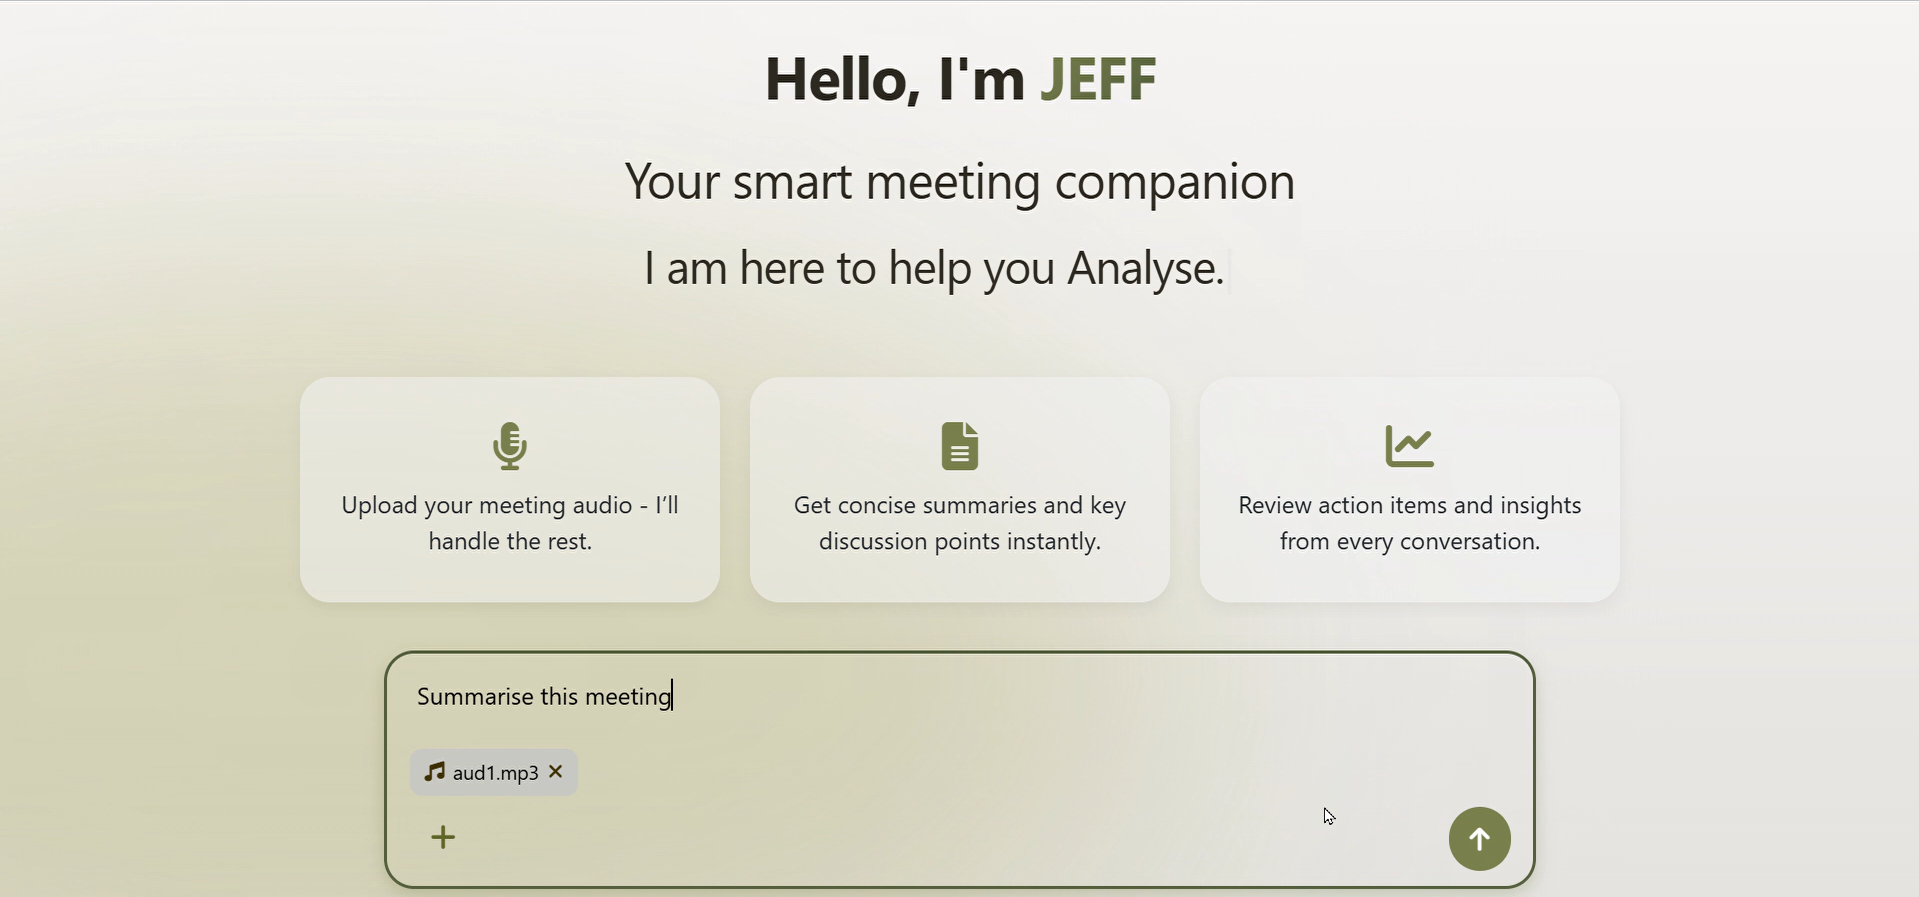 Hello, I'm JEFF
Your smart meeting companion
I am here to help you Analyse.
Upload your meeting audio - I’ll
handle the rest.
Get concise summaries and key
discussion points instantly.
Review action items and insights
from every conversation.
Summarise this meeting
aud1.mp3